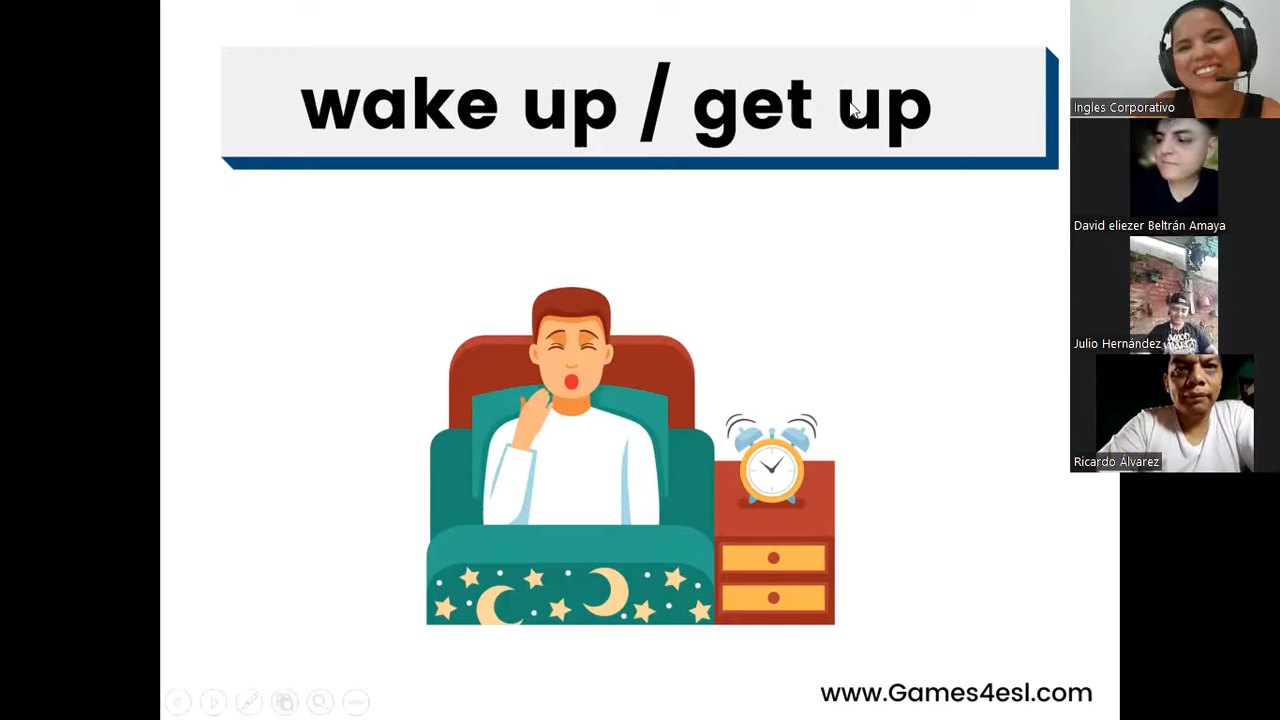 wake up / get up
Ingles Corporativo
David eliezer Beltrán Amaya
Julio Hernández
Ricardo Álvarez
www.Games4esl.com